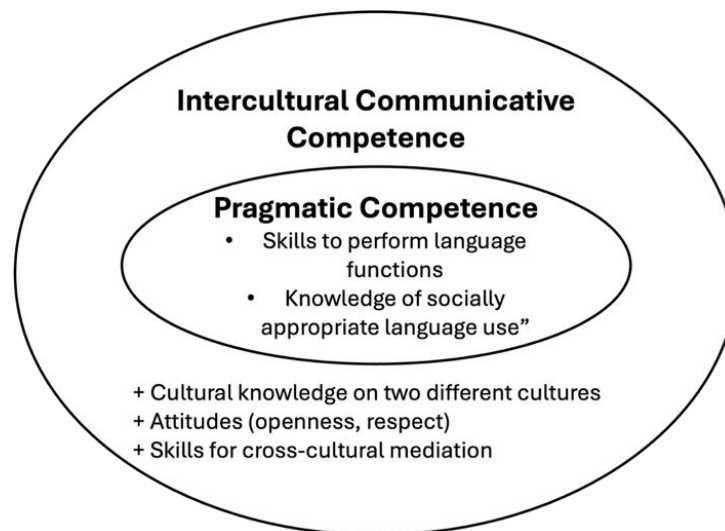 Intercultural Communicative
Competence
Pragmatic Competence
• Skills to perform language
functions
• Knowledge of socially
appropriate language use”
+ Cultural knowledge on two different cultures
+ Attitudes (openness, respect)
+ Skills for cross-cultural mediation